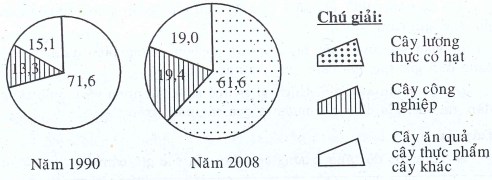 15,1
13,3
71,6
Năm 1990
19,0
19,4
61,6
Năm 2008
Chú giải:
Cây lương
thực có hạt
Cây công
nghiệp
Cây ăn quả
cây thực phẩm
cây khác